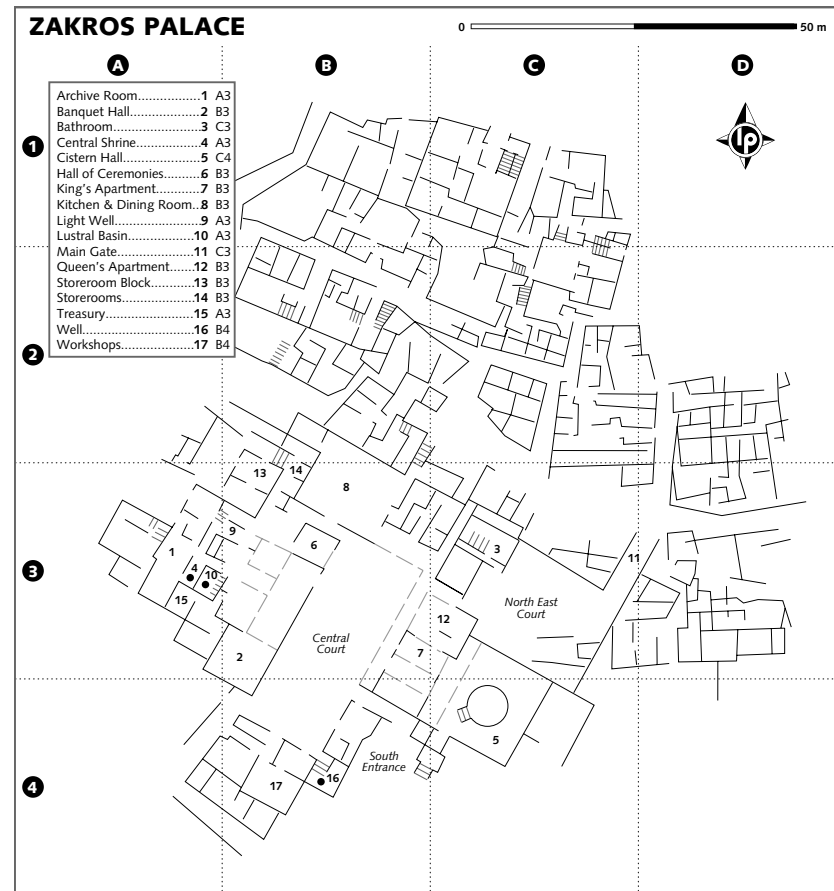 ZAKROS PALACE
0 50 m
A B C D
1
Archive Room.................1 A3
Banquet Hall.................2 B3
Bathroom.................3 C3
Central Shrine.................4 A3
Cistern Hall.................5 C4
Hall of Ceremonies.........6 B3
King's Apartment...........7 B3
Kitchen & Dining Room..8 B3
Light Well.................9 A3
Lustral Basin.................10 A3
Main Gate.................11 C3
Queen's Apartment......12 B3
Storeroom Block...........13 B3
Storerooms.................14 B3
Treasury.................15 A3
Well.................16 B4
Workshops.................17 B4
lp
2
13
14
8
9
6
1
3
11
3
4
10
15
North East
Court
12
Central
Court
7
2
5
South
Entrance
16
17
4